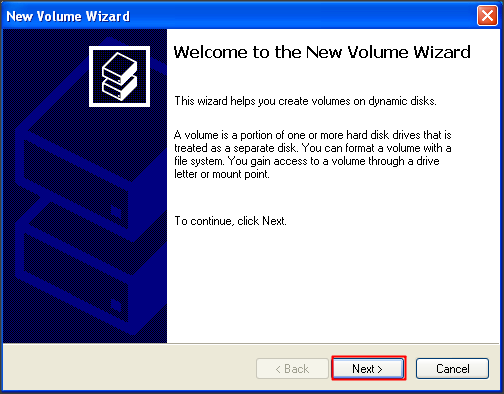 New Volume Wizard
Welcome to the New Volume Wizard
This wizard helps you create volumes on dynamic disks.
A volume is a portion of one or more hard disk drives that is
treated as a separate disk. You can format a volume with a
file system. You gain access to a volume through a drive
letter or mount point.
To continue, click Next.
< Back
Next >
Cancel